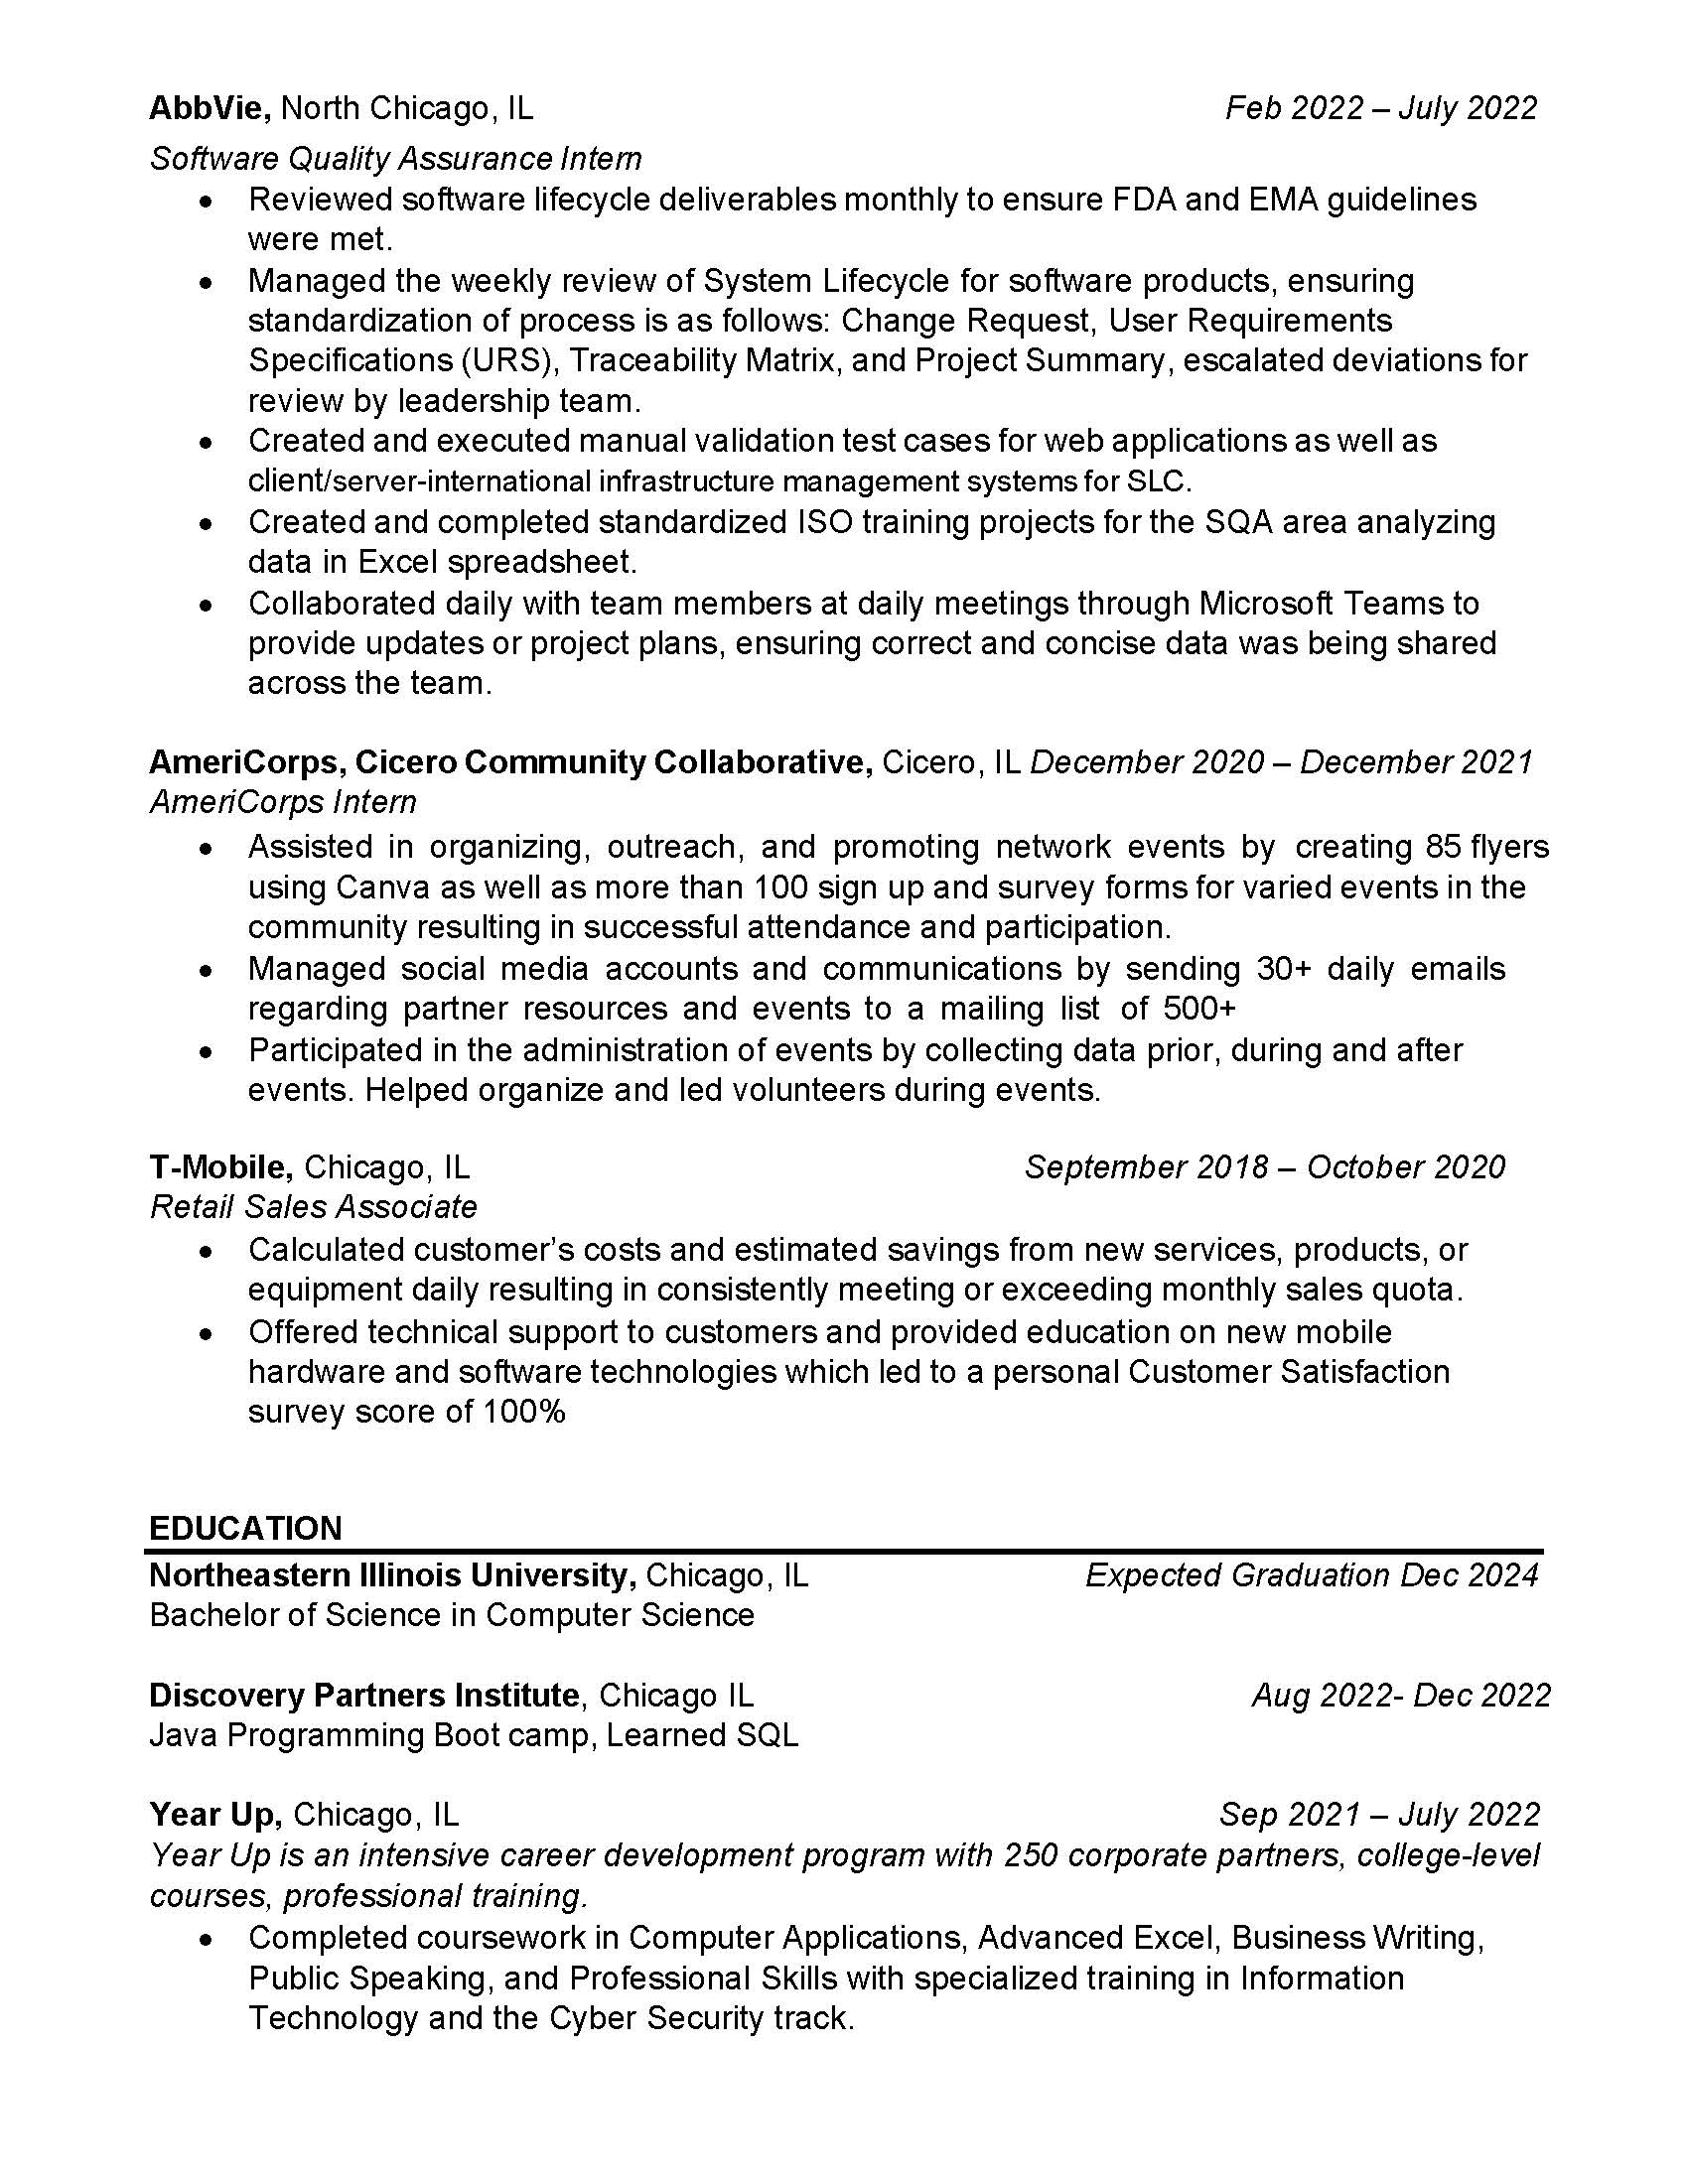 AbbVie, North Chicago, IL Feb 2022 – July 2022
Software Quality Assurance Intern
• Reviewed software lifecycle deliverables monthly to ensure FDA and EMA guidelines
were met.
• Managed the weekly review of System Lifecycle for software products, ensuring
standardization of process is as follows: Change Request, User Requirements
Specifications (URS), Traceability Matrix, and Project Summary, escalated deviations for
review by leadership team.
• Created and executed manual validation test cases for web applications as well as
client/server-international infrastructure management systems for SLC.
• Created and completed standardized ISO training projects for the SQA area analyzing
data in Excel spreadsheet.
• Collaborated daily with team members at daily meetings through Microsoft Teams to
provide updates or project plans, ensuring correct and concise data was being shared
across the team.
AmeriCorps, Cicero Community Collaborative, Cicero, IL December 2020 – December 2021
AmeriCorps Intern
• Assisted in organizing, outreach, and promoting network events by creating 85 flyers
using Canva as well as more than 100 sign up and survey forms for varied events in the
community resulting in successful attendance and participation.
• Managed social media accounts and communications by sending 30+ daily emails
regarding partner resources and events to a mailing list of 500+
• Participated in the administration of events by collecting data prior, during and after
events. Helped organize and led volunteers during events.
T-Mobile, Chicago, IL September 2018 – October 2020
Retail Sales Associate
• Calculated customer’s costs and estimated savings from new services, products, or
equipment daily resulting in consistently meeting or exceeding monthly sales quota.
• Offered technical support to customers and provided education on new mobile
hardware and software technologies which led to a personal Customer Satisfaction
survey score of 100%
EDUCATION
Northeastern Illinois University, Chicago, IL Expected Graduation Dec 2024
Bachelor of Science in Computer Science
Discovery Partners Institute, Chicago IL Aug 2022- Dec 2022
Java Programming Boot camp, Learned SQL
Year Up, Chicago, IL Sep 2021 – July 2022
Year Up is an intensive career development program with 250 corporate partners, college-level
courses, professional training.
• Completed coursework in Computer Applications, Advanced Excel, Business Writing,
Public Speaking, and Professional Skills with specialized training in Information
Technology and the Cyber Security track.